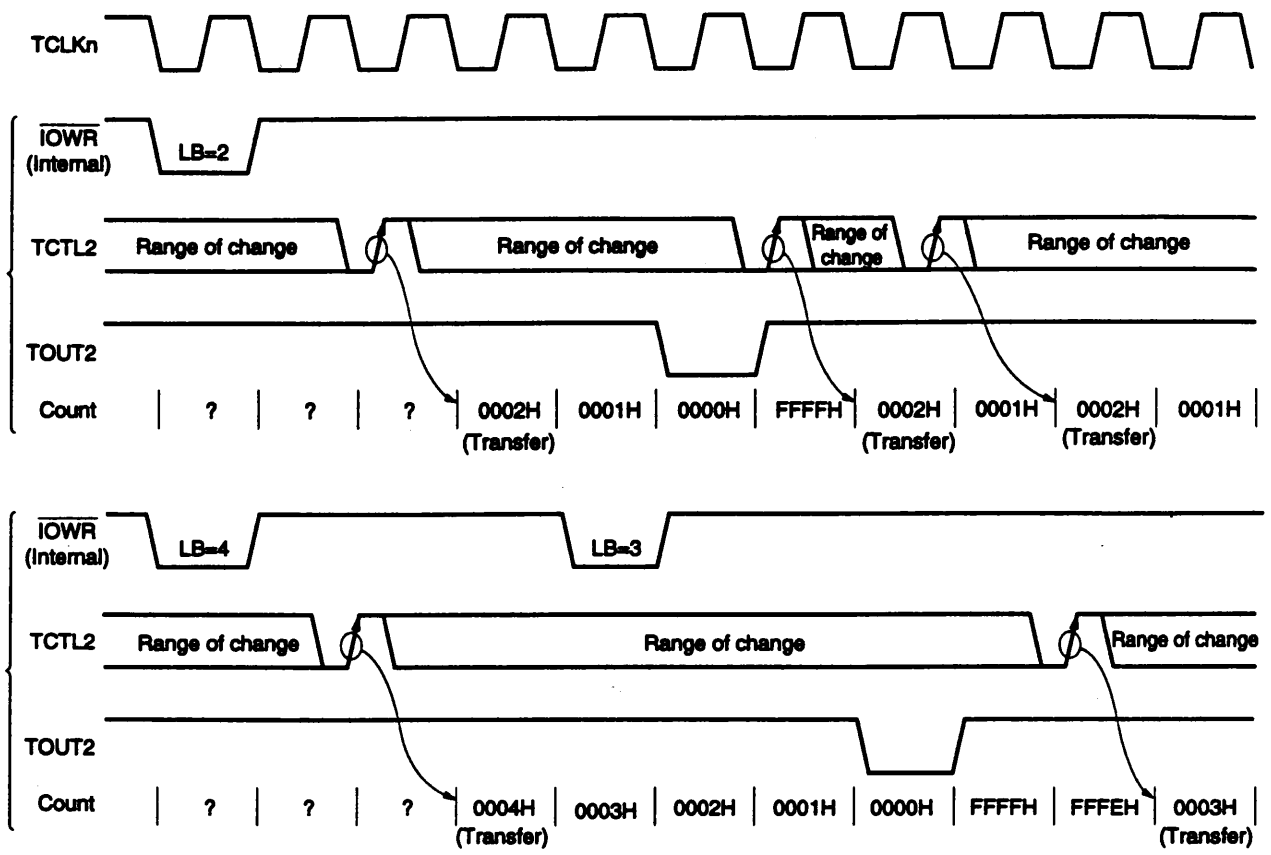 TCLKn
IOWR
(Internal)
LB=2
TCTL2
Range of change
Range of change
Range of
change
Range of change
TOUT2
Count ? ? ? 0002H 0001H 0000H FFFFH 0002H 0001H 0002H 0001H
(Transfer) (Transfer) (Transfer)
IOWR
(Internal)
LB=4 LB=3
TCTL2
Range of change
Range of change
Range of change
TOUT2
Count ? ? ? 0004H 0003H 0002H 0001H 0000H FFFFH FFFEH 0003H
(Transfer) (Transfer)